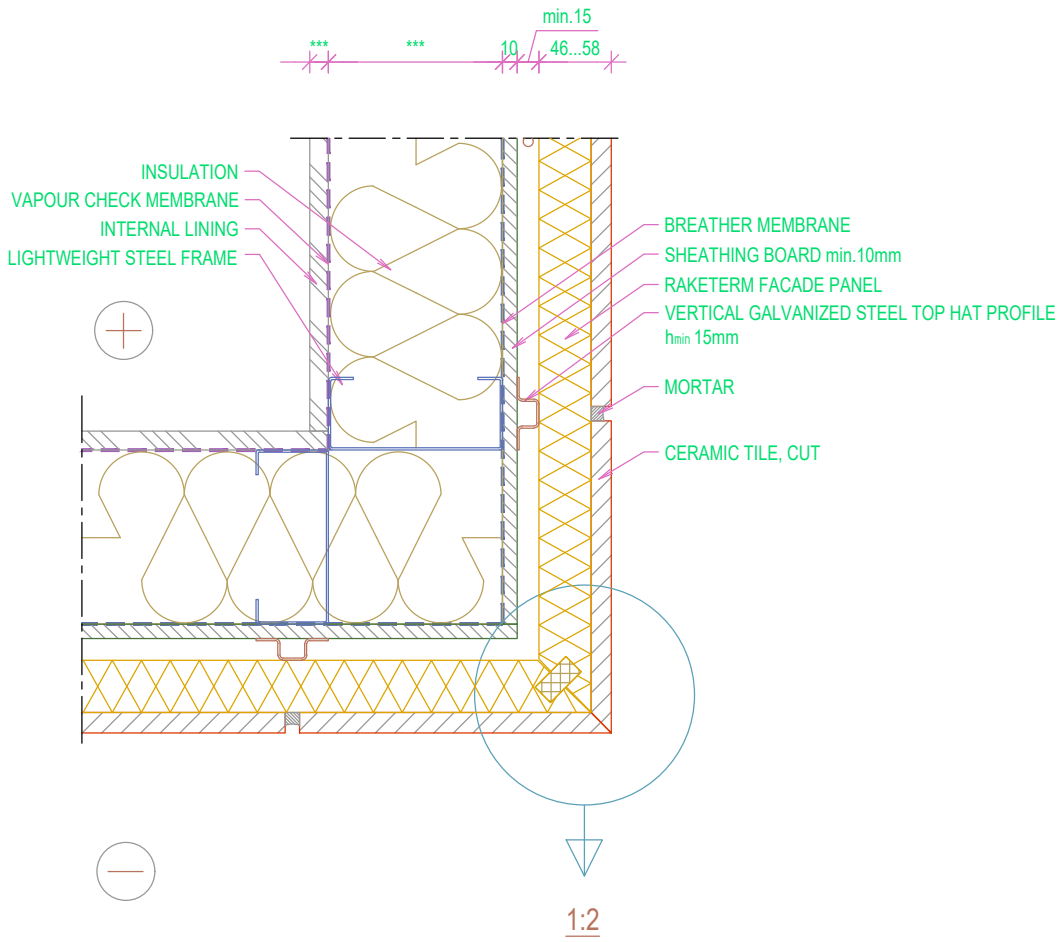 min.15
*** *** 10 46...58
INSULATION
VAPOUR CHECK MEMBRANE
INTERNAL LINING
LIGHTWEIGHT STEEL FRAME
BREATHER MEMBRANE
SHEATHING BOARD min.10mm
RAKETERM FACADE PANEL
VERTICAL GALVANIZED STEEL TOP HAT PROFILE
hmin 15mm
MORTAR
CERAMIC TILE, CUT
1:2